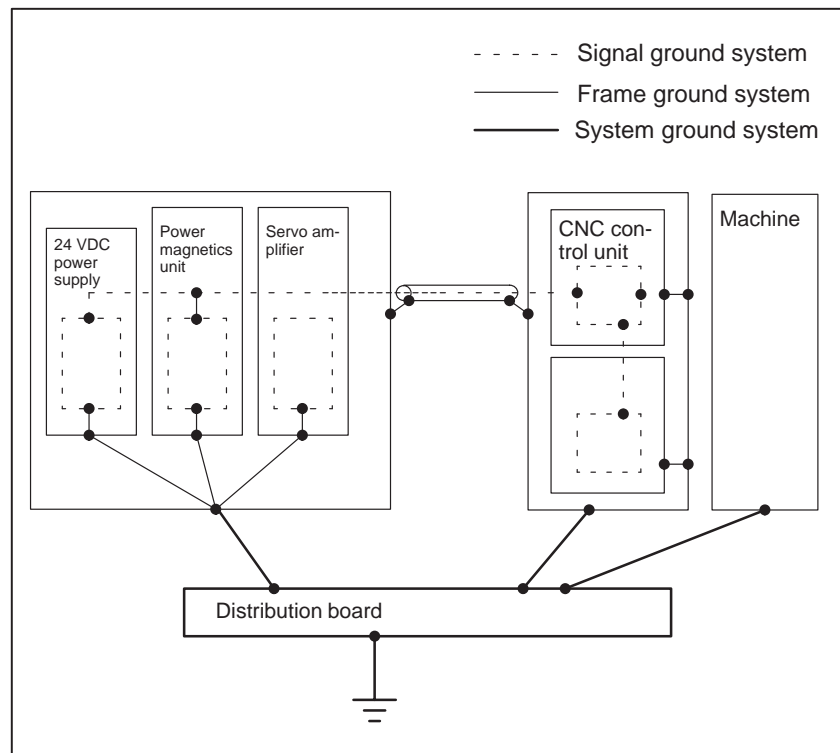 Signal ground system
Frame ground system
System ground system
24 VDC
power
supply
Power
magnetics
unit
Servo am-
plifier
CNC con-
trol unit
Machine
Distribution board